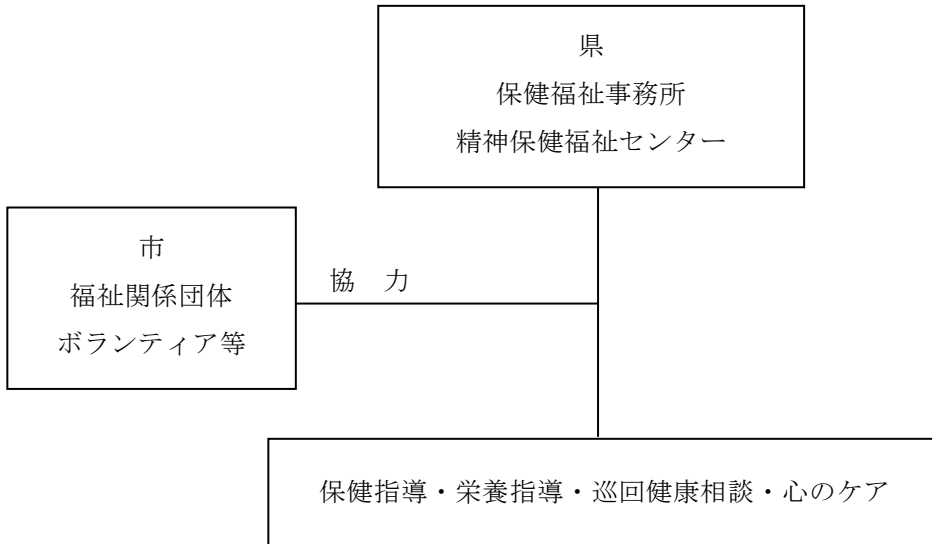 県
保健福祉事務所
精神保健福祉センター
市
福祉関係団体
ボランティア等
協　力
保健指導・栄養指導・巡回健康相談・心のケア